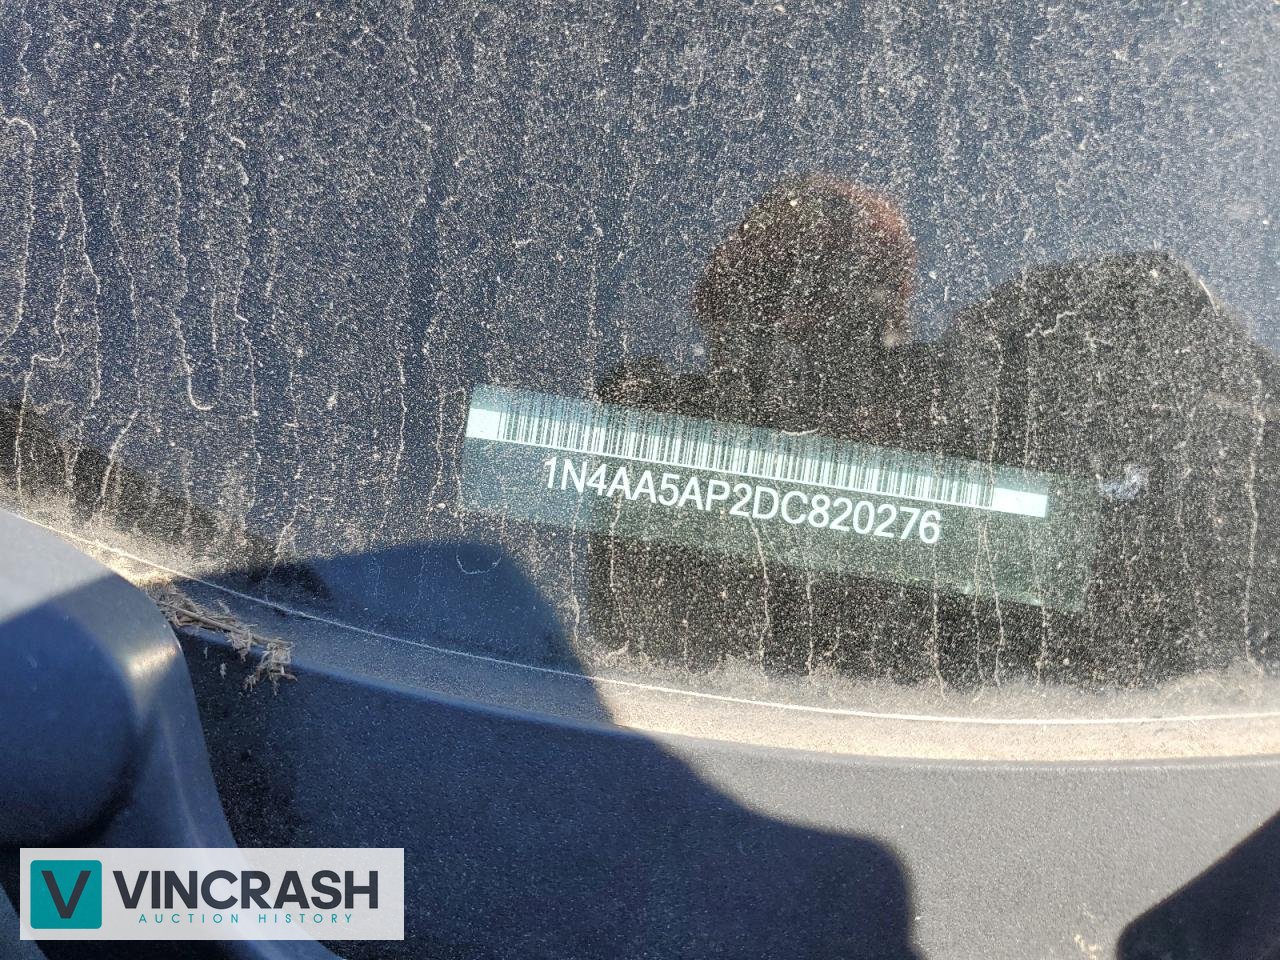 1N4AA5AP2DC820276
V VINCRASH
AUCTION HISTORY